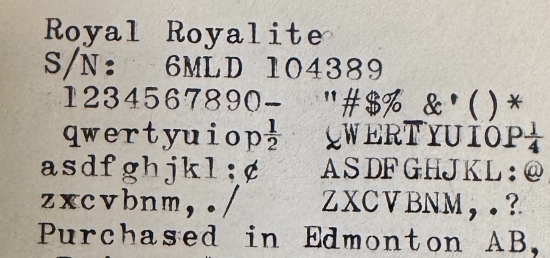 Royal Royalite
S/N: 6MLD 104389
1234567890- "#$% &'()*
qwertyuiop½ QWERTYUIOP¼
asdfghjkl:¢ ASDFGHJKL:@
zxcvbnm,./ ZXCVBNM,.?
Purchased in Edmonton AB,